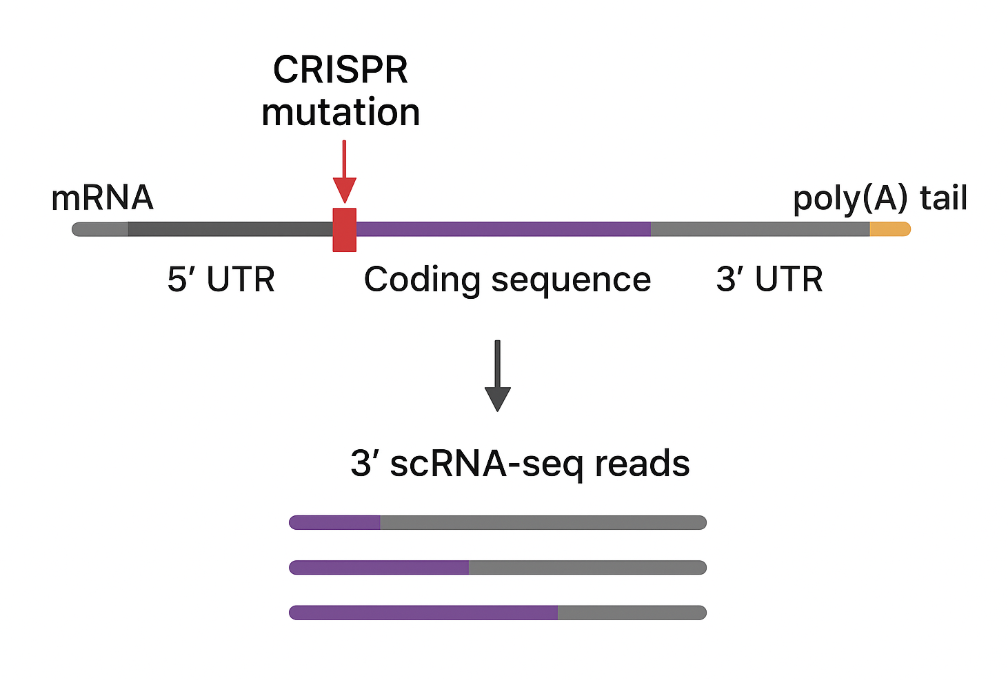 CRISPR
mutation
mRNA
poly(A) tail
5′ UTR
Coding sequence
3′ UTR
3′ scRNA-seq reads